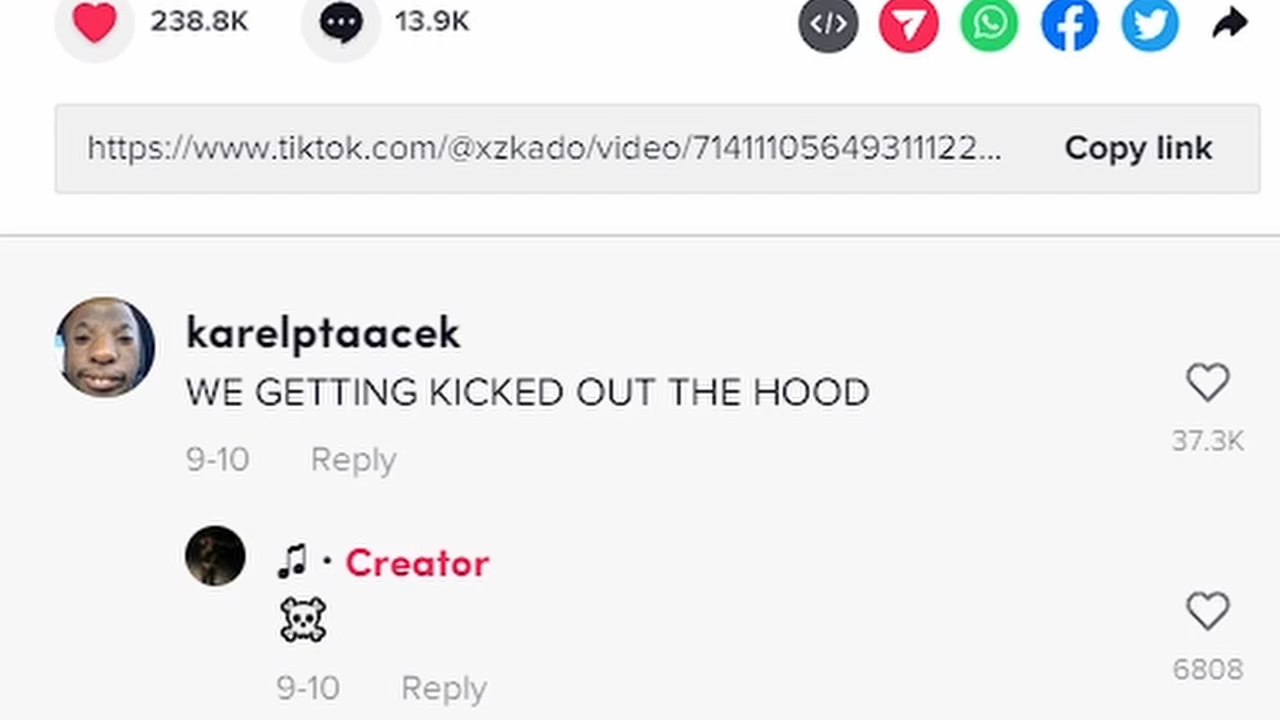 238.8K 13.9K
https://www.tiktok.com/@xzkado/video/71411105649311122... Copy link
karelptaacek
WE GETTING KICKED OUT THE HOOD
37.3K
9-10 Reply
♫ · Creator
☠
6808
9-10 Reply